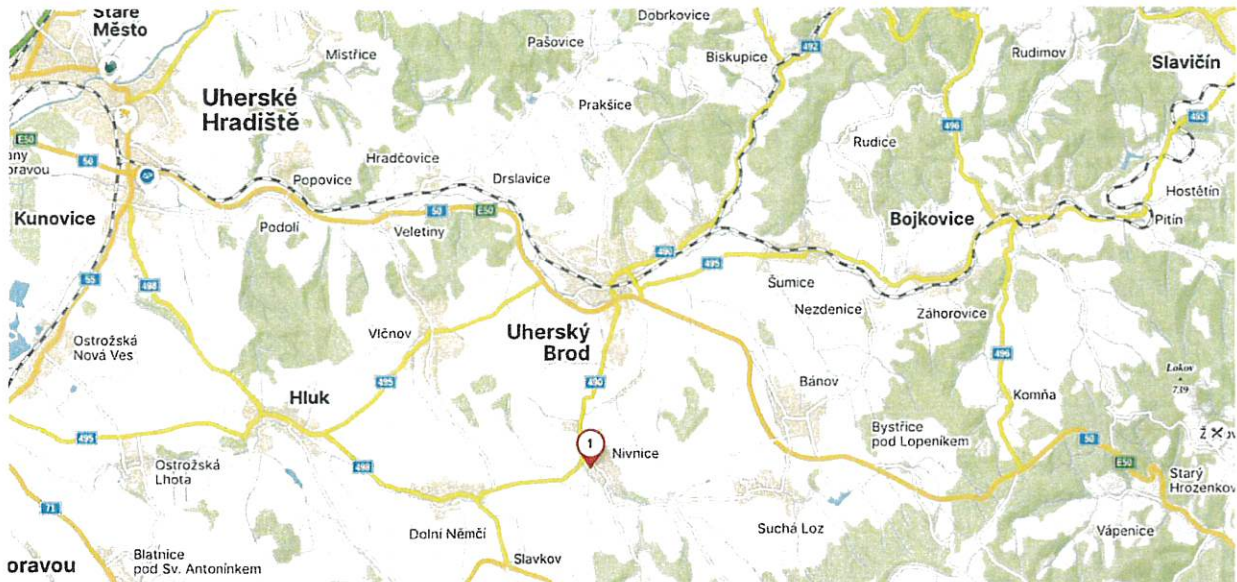 Staré
Město
Mistřice
Pašovice
Dobrkovice
Biskupice
492
Rudimov
Slavičín
Uherské
Hradiště
Prakšice
496
495
E50
50
Rudice
Hradčovice
Drslavice
Popovice
Hostětín
Kunovice
Podolí
Veletiny
50
E50
490
495
Bojkovice
Pitín
55
498
Šumice
Nezdenice
Záhorovice
Ostrožská
Nová Ves
Vlčnov
Uherský
Brod
495
490
496
Bánov
Komňa
Lokov
739
Hluk
Bystřice
pod Lopeníkem
50
495
1
Nivnice
Ostrožská
Lhota
498
E50
Starý
Hrozenkov
71
Dolní Němčí
Suchá Loz
Vápenice
Blatnice
pod Sv. Antonínkem
Slavkov
oravou